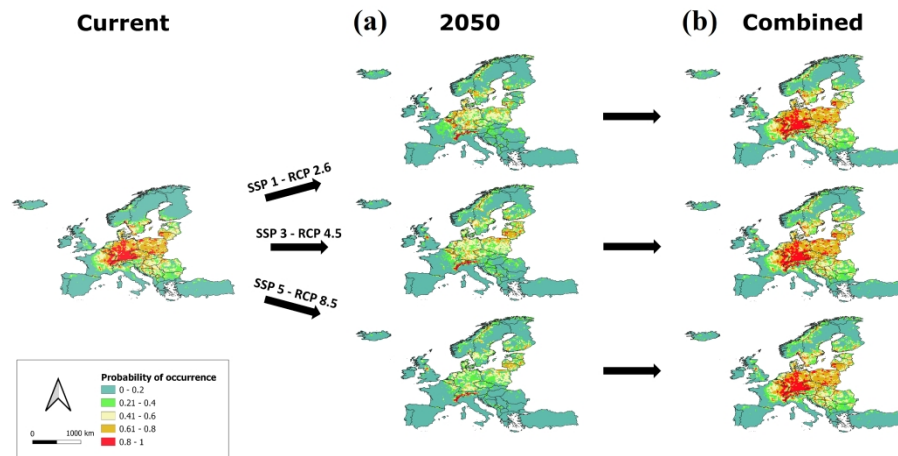 Current
(a) 2050
(b) Combined
SSP 1 - RCP 2.6
SSP 3 - RCP 4.5
SSP 5 - RCP 8.5
Probability of occurrence
0 - 0.2
0.21 - 0.4
0.41 - 0.6
0.61 - 0.8
0.8 - 1
0 1000 km